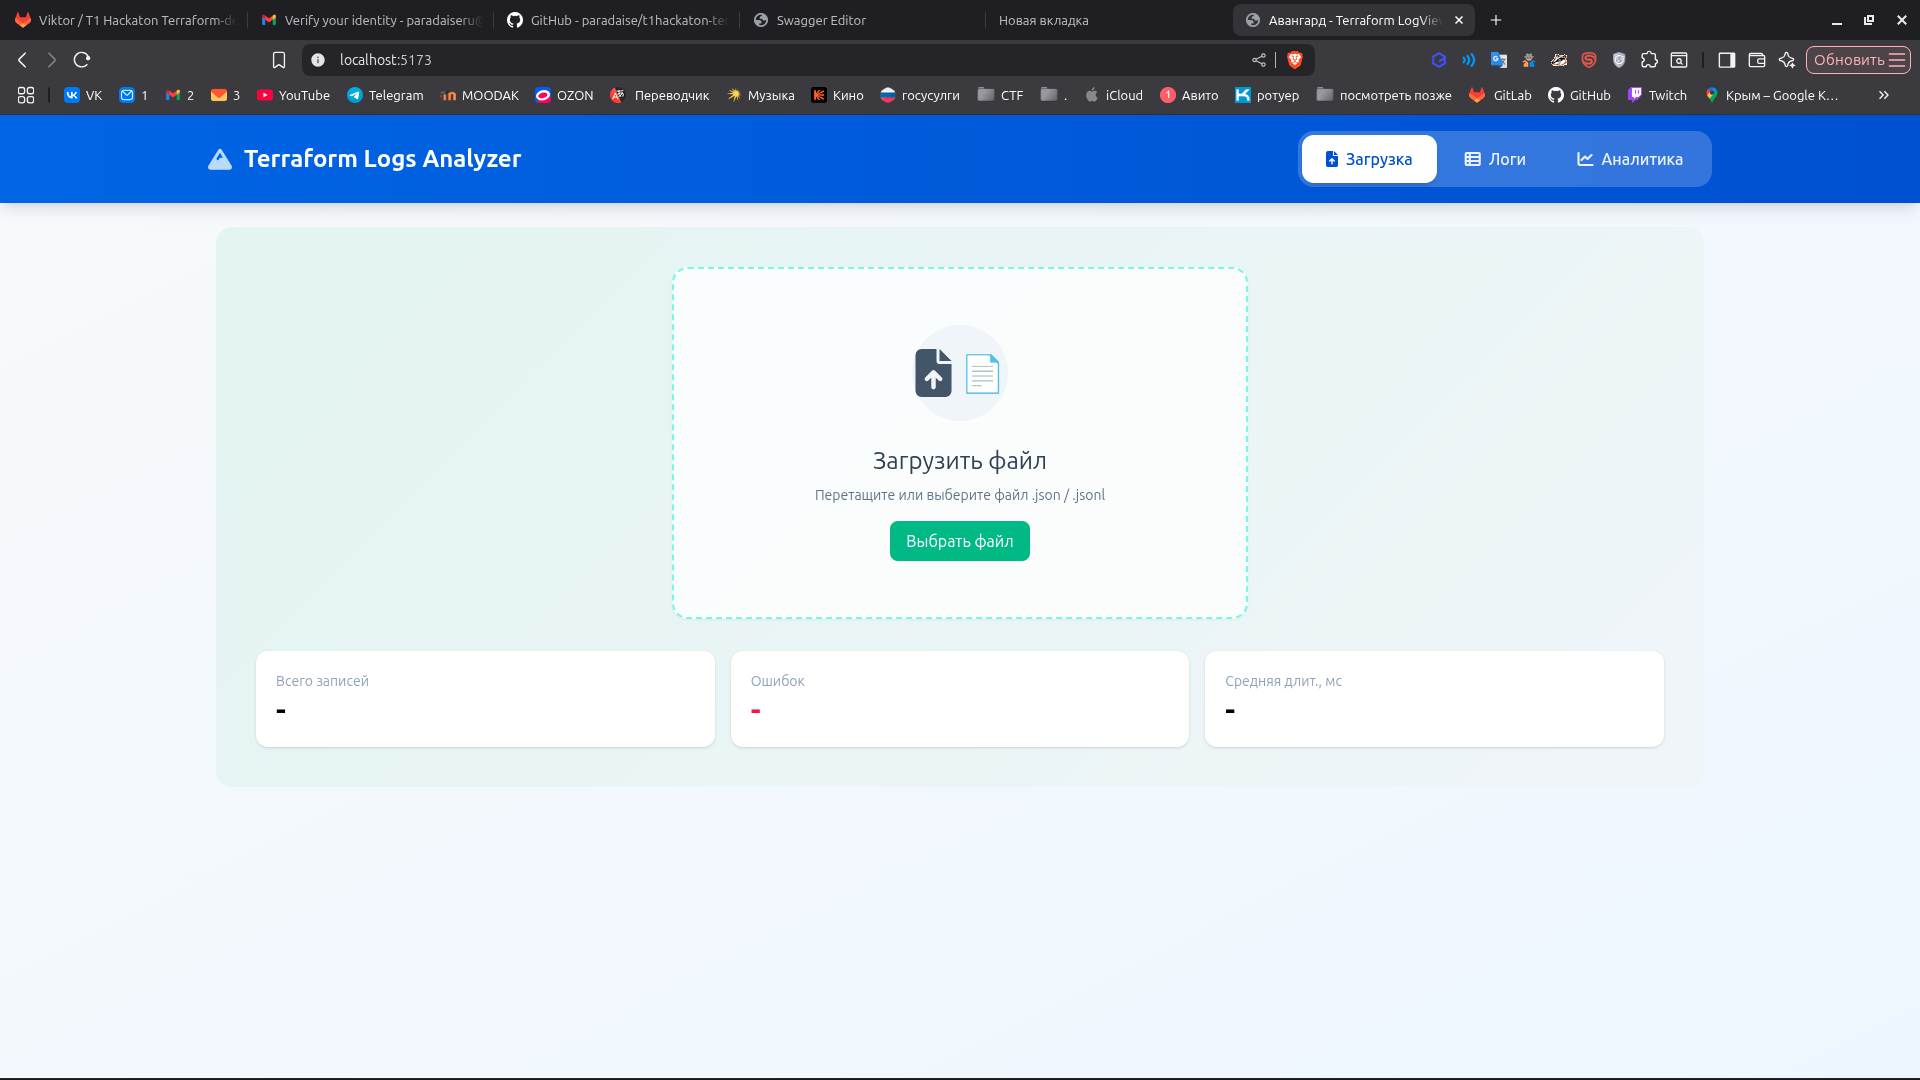 Viktor / T1 Hackaton Terraform-d
Verify your identity - paradaiseru@
GitHub - paradaise/t1hackaton-te
Swagger Editor
Новая вкладка
Авангард - Terraform LogVie
localhost:5173
Обновить
VK
1
2
3
YouTube
Telegram
MOODAK
OZON
Переводчик
Музыка
Кино
госусулги
CTF
.
iCloud
Авито
ротуер
посмотреть позже
GitLab
GitHub
Twitch
Крым – Google К...
Terraform Logs Analyzer
Загрузка
Логи
Аналитика
Загрузить файл
Перетащите или выберите файл .json / .jsonl
Выбрать файл
Всего записей
-
Ошибок
-
Средняя длит., мс
-